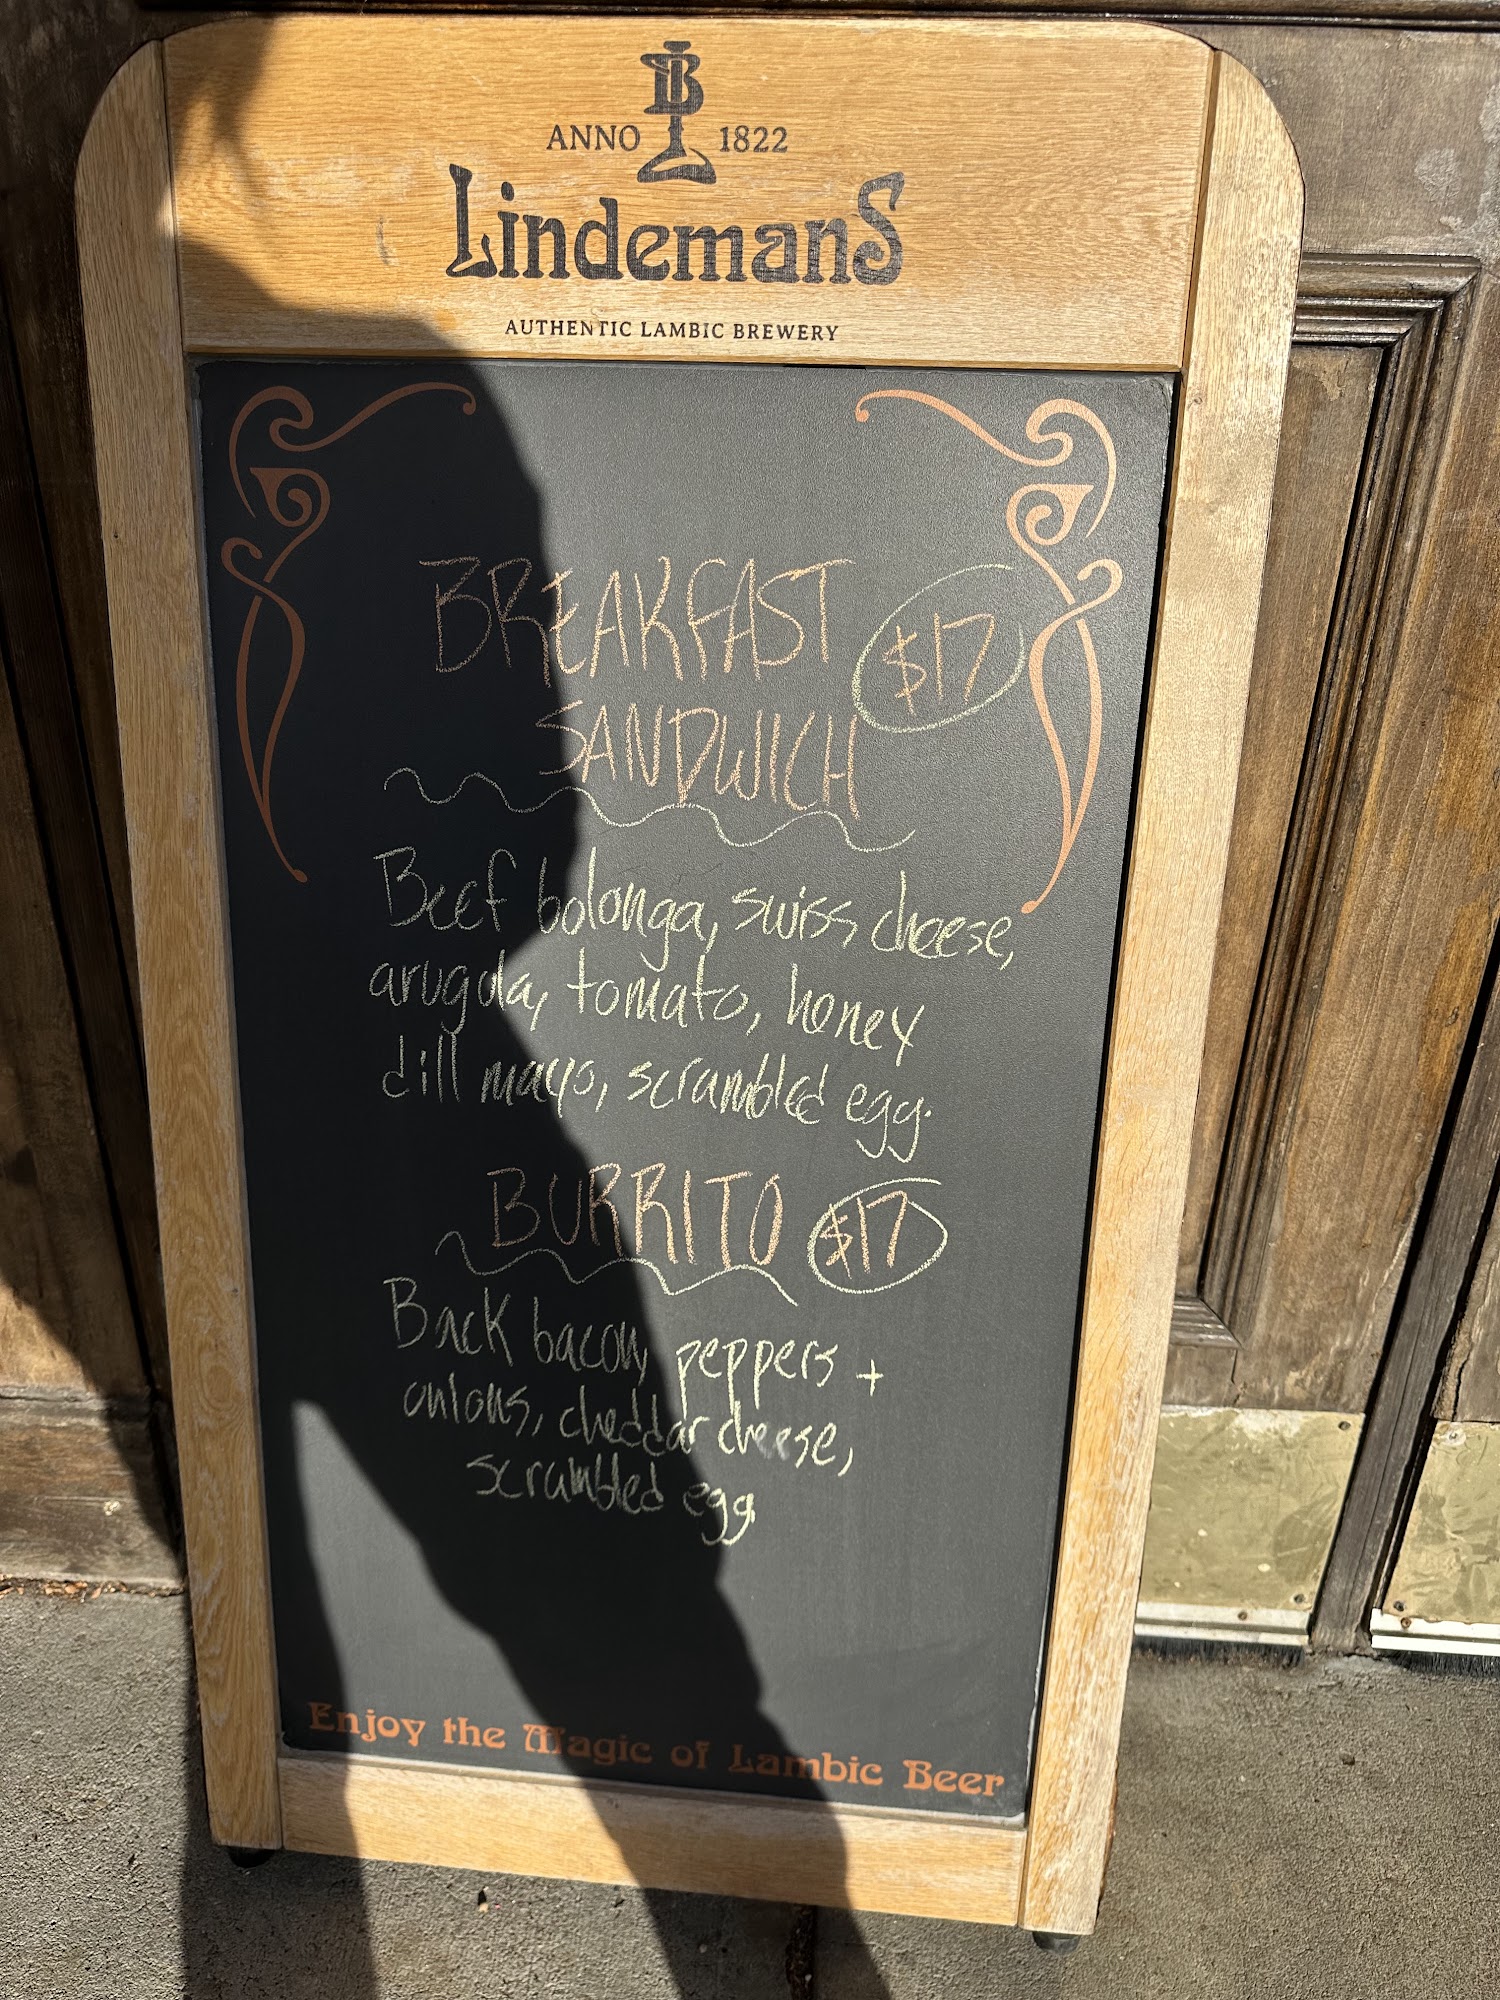 ANNO 1822
Lindemans
AUTHENTIC LAMBIC BREWERY
BREAKFAST $17
SANDWICH
Beef bolonga, swiss cheese,
arugula, tomato, honey
dill mayo, scrambled egg.
BURRITO $17
Back bacon, peppers +
onions, cheddar cheese,
scrambled egg
Enjoy the Magic of Lambic Beer